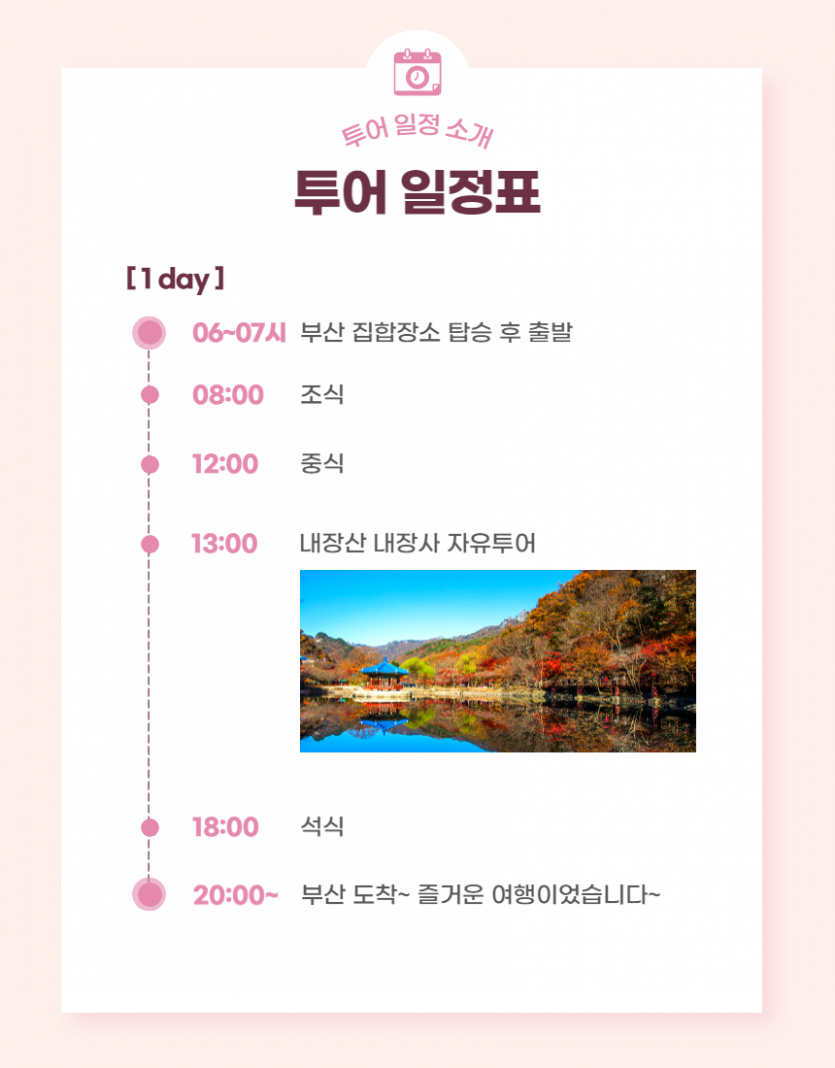 투어 일정 소개
투어 일정표
[ 1 day ]
06~07시 부산 집합장소 탑승 후 출발
08:00 조식
12:00 중식
13:00 내장산 내장사 자유투어
18:00 석식
20:00~ 부산 도착~ 즐거운 여행이었습니다~